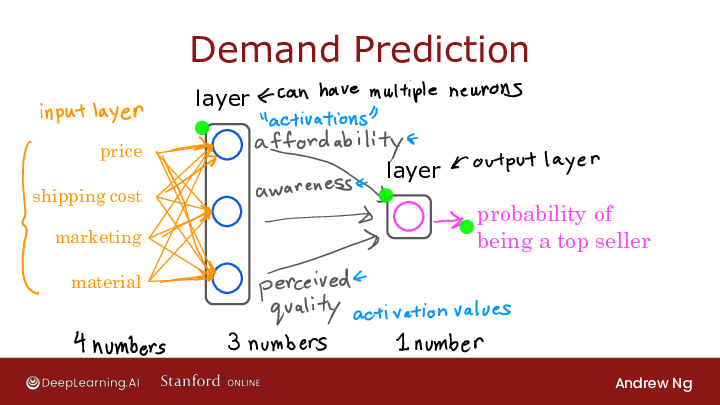 Demand Prediction
layer ← can have multiple neurons
input layer
"activations"
affordability
price
layer ← output layer
awareness
shipping cost
probability of
being a top seller
marketing
material
perceived
quality
activation values
4 numbers
3 numbers
1 number
DeepLearning.AI
Stanford ONLINE
Andrew Ng